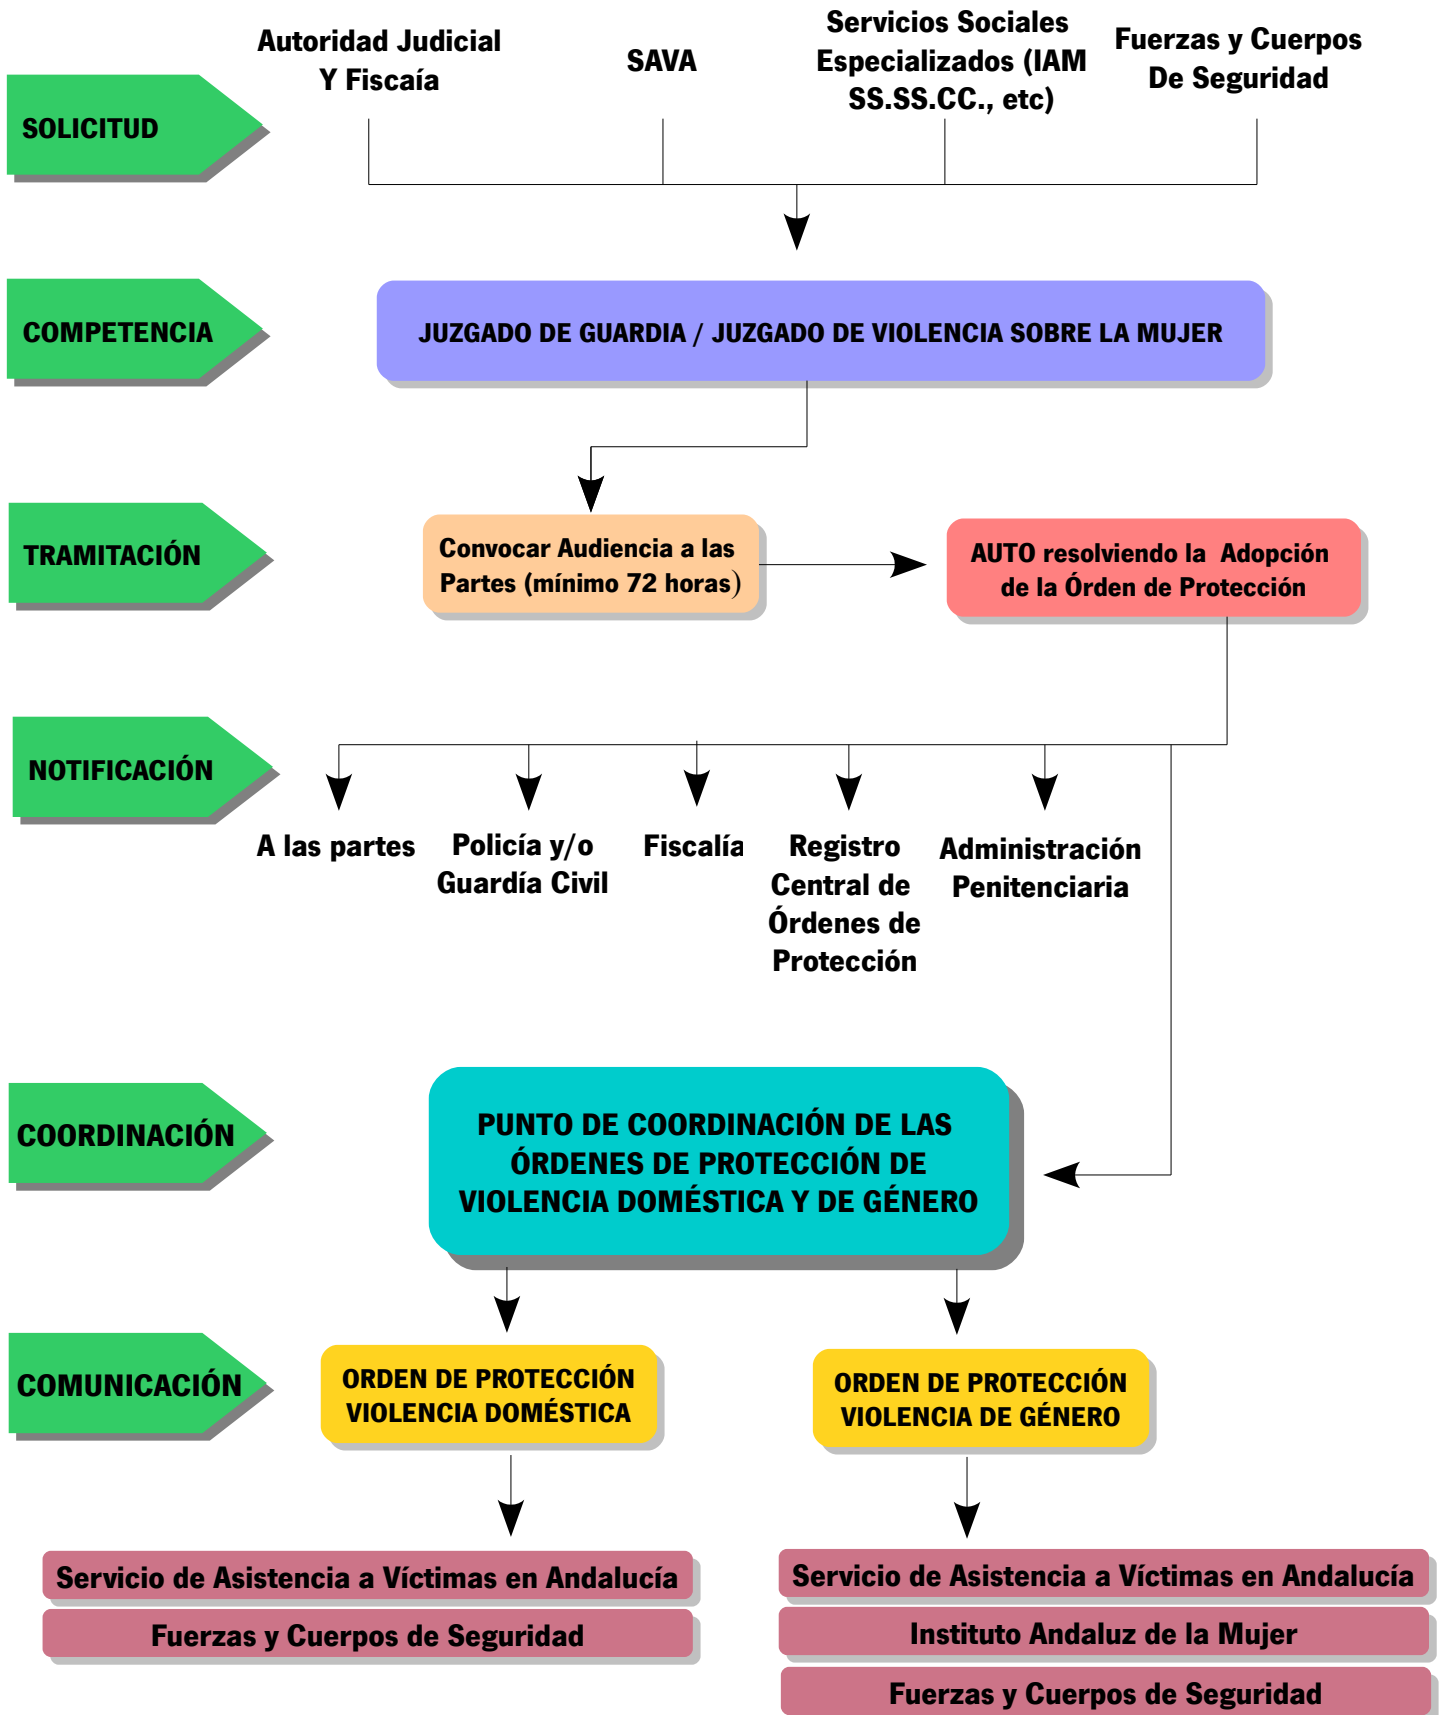 Autoridad Judicial
Y Fiscaía
SAVA
Servicios Sociales
Especializados (IAM
SS.SS.CC., etc)
Fuerzas y Cuerpos
De Seguridad
SOLICITUD
COMPETENCIA
JUZGADO DE GUARDIA / JUZGADO DE VIOLENCIA SOBRE LA MUJER
TRAMITACIÓN
Convocar Audiencia a las
Partes (mínimo 72 horas)
AUTO resolviendo la Adopción
de la Órden de Protección
NOTIFICACIÓN
A las partes
Policía y/o
Guardía Civil
Fiscalía
Registro
Central de
Órdenes de
Protección
Administración
Penitenciaria
COORDINACIÓN
PUNTO DE COORDINACIÓN DE LAS
ÓRDENES DE PROTECCIÓN DE
VIOLENCIA DOMÉSTICA Y DE GÉNERO
COMUNICACIÓN
ORDEN DE PROTECCIÓN
VIOLENCIA DOMÉSTICA
ORDEN DE PROTECCIÓN
VIOLENCIA DE GÉNERO
Servicio de Asistencia a Víctimas en Andalucía
Fuerzas y Cuerpos de Seguridad
Servicio de Asistencia a Víctimas en Andalucía
Instituto Andaluz de la Mujer
Fuerzas y Cuerpos de Seguridad